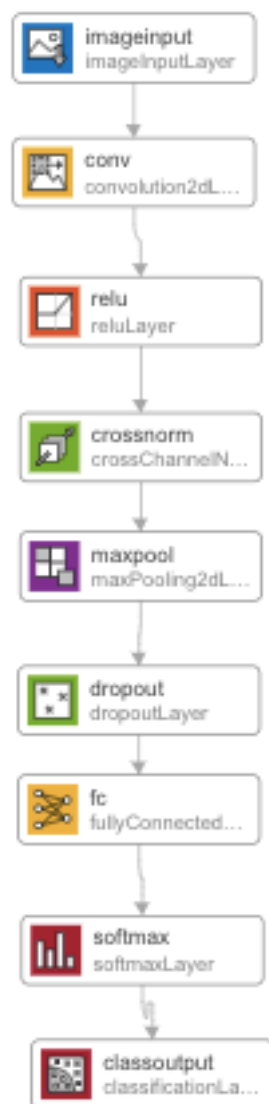 imageinput
imageInputLayer
conv
convolution2dL...
relu
reluLayer
crossnorm
crossChannelN...
maxpool
maxPooling2dL...
dropout
dropoutLayer
fc
fullyConnected...
softmax
softmaxLayer
classoutput
classificationLa...